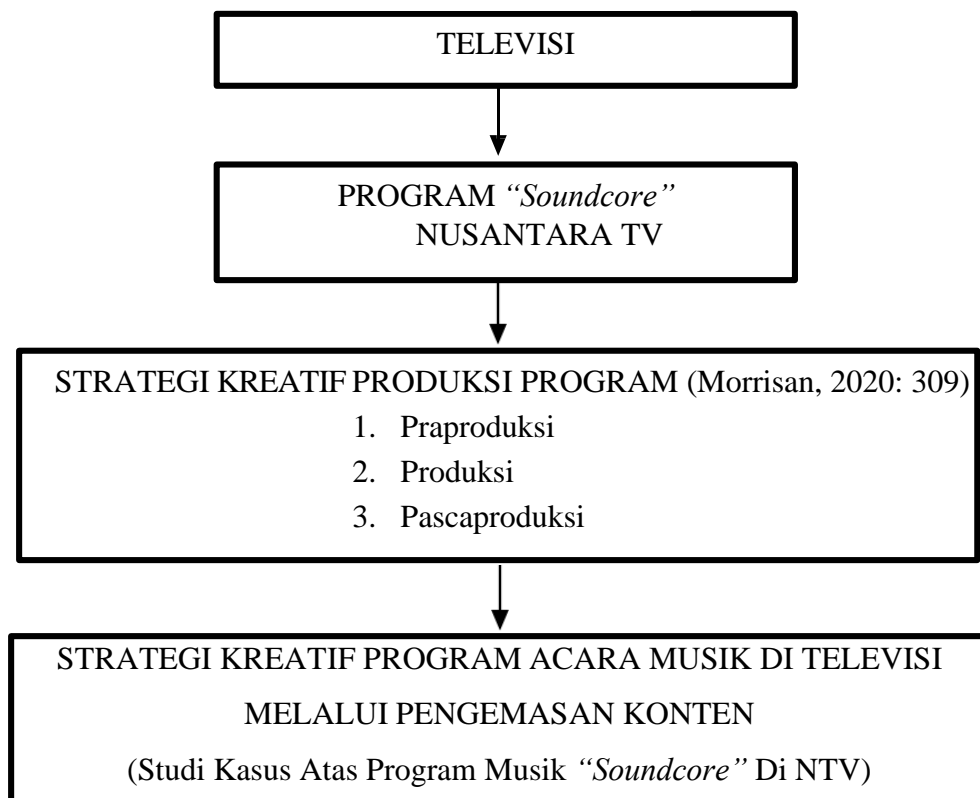 TELEVISI
PROGRAM “Soundcore”
NUSANTARA TV
STRATEGI KREATIF PRODUKSI PROGRAM (Morrisan, 2020: 309)
1. Praproduksi
2. Produksi
3. Pascaproduksi
STRATEGI KREATIF PROGRAM ACARA MUSIK DI TELEVISI
MELALUI PENGEMASAN KONTEN
(Studi Kasus Atas Program Musik “Soundcore” Di NTV)